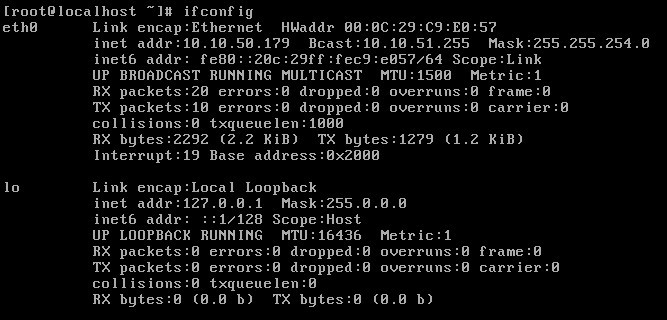 [root@localhost ~]# ifconfig
eth0 Link encap:Ethernet HWaddr 00:0C:29:C9:E0:57
inet addr:10.10.50.179 Bcast:10.10.51.255 Mask:255.255.254.0
inet6 addr: fe80::20c:29ff:fec9:e057/64 Scope:Link
UP BROADCAST RUNNING MULTICAST MTU:1500 Metric:1
RX packets:20 errors:0 dropped:0 overruns:0 frame:0
TX packets:10 errors:0 dropped:0 overruns:0 carrier:0
collisions:0 txqueuelen:1000
RX bytes:2292 (2.2 KiB) TX bytes:1279 (1.2 KiB)
Interrupt:19 Base address:0x2000
lo Link encap:Local Loopback
inet addr:127.0.0.1 Mask:255.0.0.0
inet6 addr: ::1/128 Scope:Host
UP LOOPBACK RUNNING MTU:16436 Metric:1
RX packets:0 errors:0 dropped:0 overruns:0 frame:0
TX packets:0 errors:0 dropped:0 overruns:0 carrier:0
collisions:0 txqueuelen:0
RX bytes:0 (0.0 b) TX bytes:0 (0.0 b)